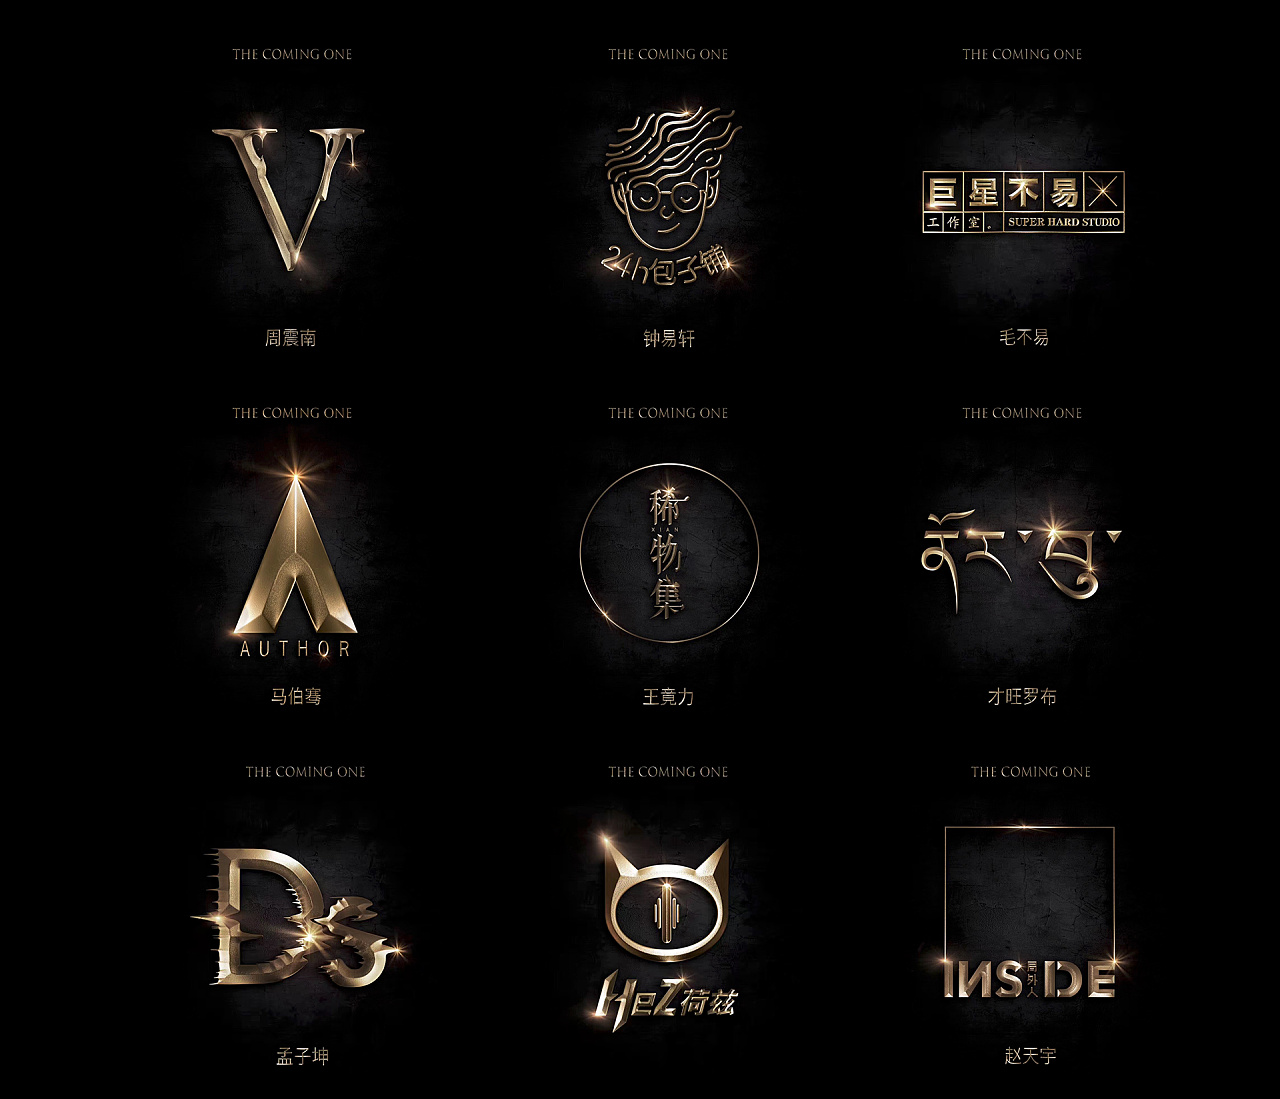 THE COMING ONE
V
周震南
THE COMING ONE
24h包子铺
钟易轩
THE COMING ONE
巨星不易
工作室。 SUPER HARD STUDIO
毛不易
THE COMING ONE
A
AUTHOR
马伯骞
THE COMING ONE
稀
XIAN
物
集
王竟力
THE COMING ONE
ནོར་བུ་
才旺罗布
THE COMING ONE
Ds
孟子坤
THE COMING ONE
HeZ荷兹
THE COMING ONE
INSIDE
局外人
赵天宇